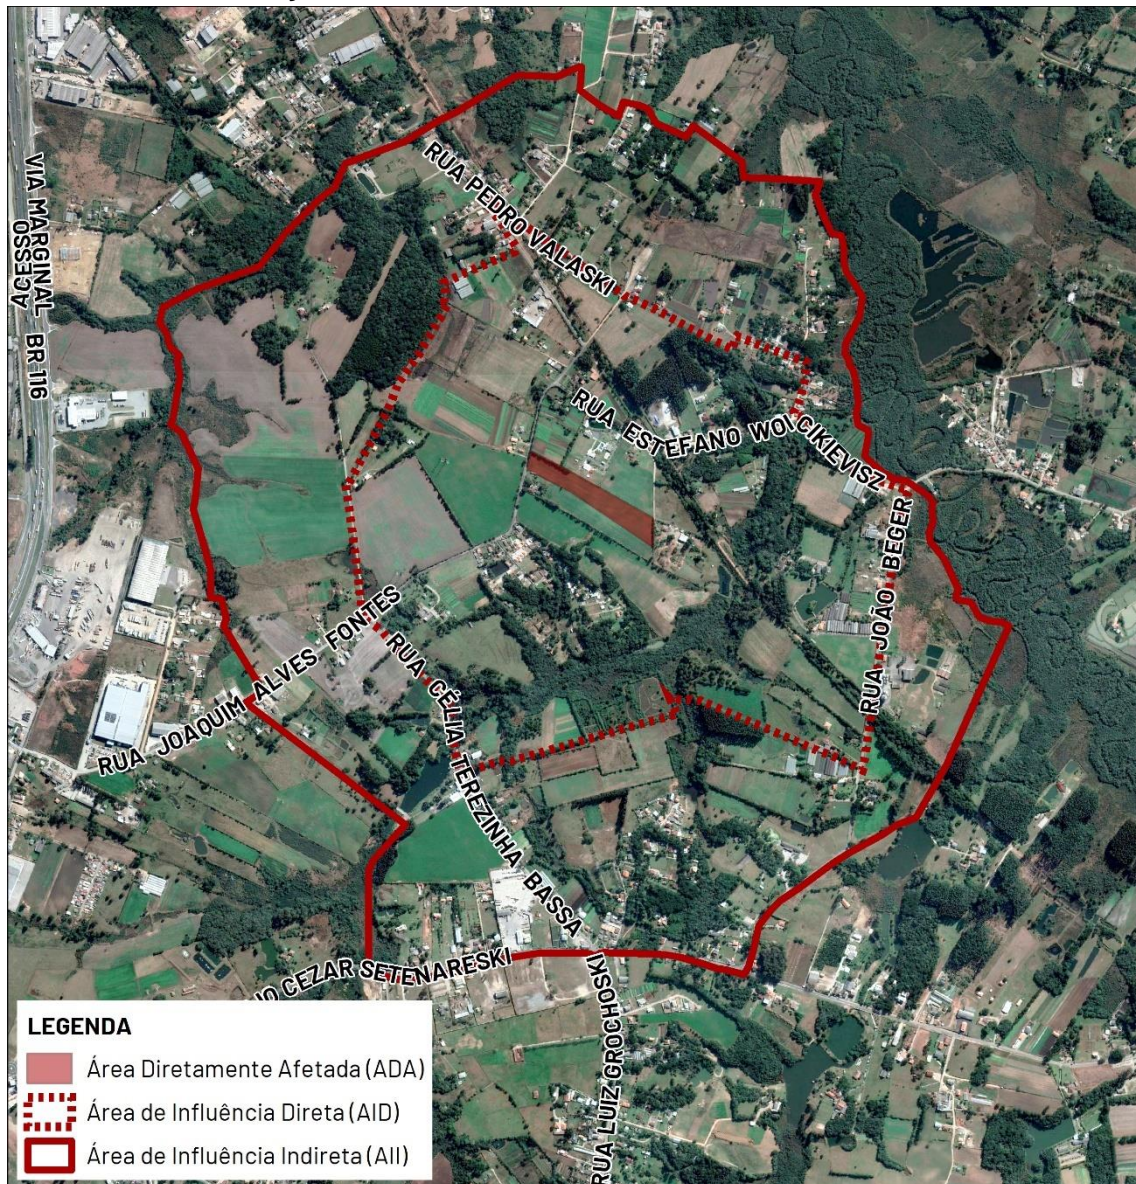 RUA PEDRO VALASKI
VIA MARGINAL BR 116
ACESSO
RUA ESTEFANO WOICIKIEVISZ
RUA JOÃO BEGER
RUA JOAQUIM ALVES FONTES
RUA CÉLIA TEREZINHA BASSA
CEZAR SETENARESKI
RUA LUIZ GROCHOSKI
LEGENDA
Área Diretamente Afetada (ADA)
Área de Influência Direta (AID)
Área de Influência Indireta (AII)